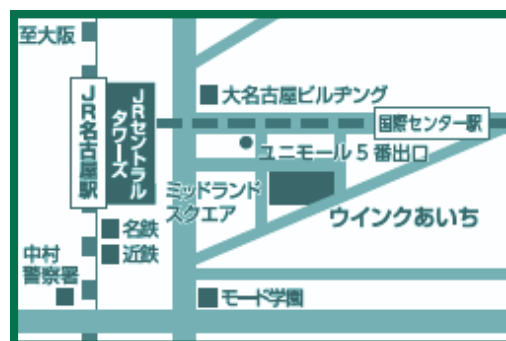 至大阪
大名古屋ビルヂング
JR名古屋駅
JRセントラル
タワーズ
国際センター駅
ユニモール5番出口
ミッドランド
スクエア
ウインクあいち
名鉄
近鉄
中村
警察署
モード学園